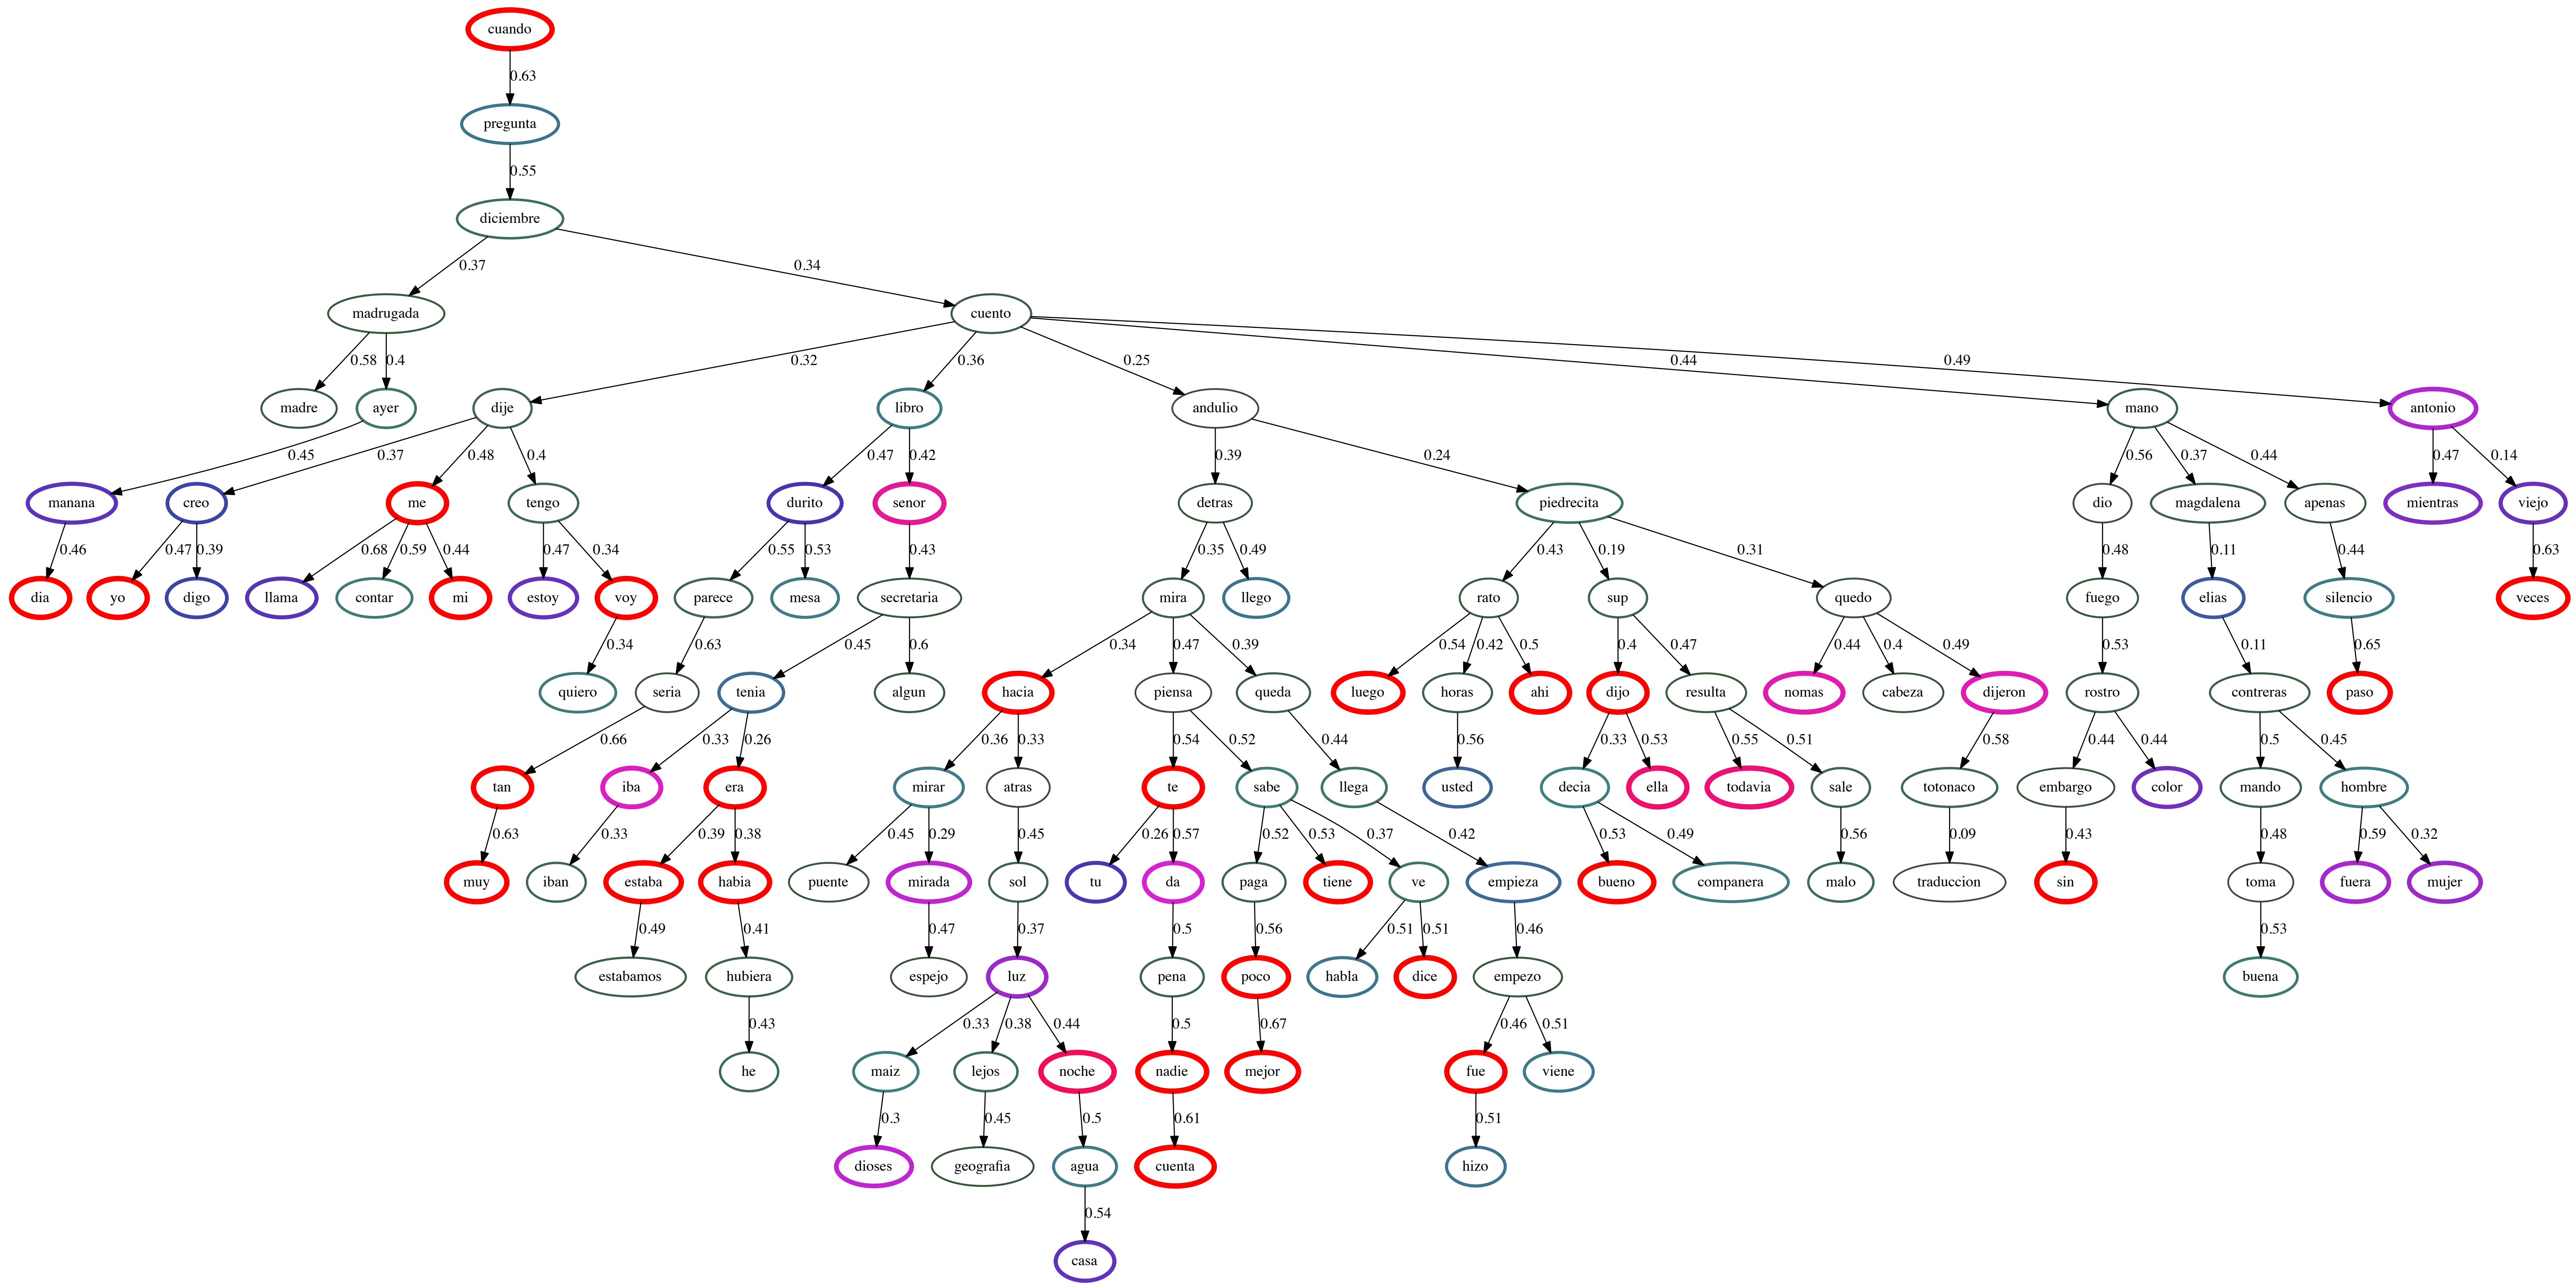 cuando
0.63
pregunta
0.55
diciembre
0.37 0.34
madrugada cuento
0.58 0.4 0.32 0.36 0.25 0.44 0.49
madre ayer dije libro andulio mano antonio
0.45 0.37 0.48 0.4 0.47 0.42 0.39 0.24 0.56 0.37 0.44 0.47 0.14
manana creo me tengo durito senor detras piedrecita dio magdalena apenas mientras viejo
0.46 0.47 0.39 0.68 0.59 0.44 0.47 0.34 0.55 0.53 0.43 0.35 0.49 0.43 0.19 0.31 0.48 0.11 0.44 0.63
dia yo digo llama contar mi estoy voy parece mesa secretaria mira llego rato sup quedo fuego elias silencio veces
0.34 0.63 0.45 0.6 0.34 0.47 0.39 0.54 0.42 0.5 0.4 0.47 0.44 0.4 0.49 0.53 0.11 0.65
quiero seria tenia algun hacia piensa queda luego horas ahi dijo resulta nomas cabeza dijeron rostro contreras paso
0.66 0.33 0.26 0.36 0.33 0.54 0.52 0.44 0.56 0.33 0.53 0.55 0.51 0.58 0.44 0.44 0.5 0.45
tan iba era mirar atras te sabe llega usted decia ella todavia sale totonaco embargo color mando hombre
0.63 0.33 0.39 0.38 0.45 0.29 0.45 0.26 0.57 0.52 0.53 0.37 0.42 0.53 0.49 0.56 0.09 0.43 0.48 0.59 0.32
muy iban estaba habia puente mirada sol tu da paga tiene ve empieza bueno companera malo traduccion sin toma fuera mujer
0.49 0.41 0.47 0.37 0.5 0.56 0.51 0.51 0.46 0.53
estabamos hubiera espejo luz pena poco habla dice empezo buena
0.43 0.33 0.38 0.44 0.5 0.67 0.46 0.51
he maiz lejos noche nadie mejor fue viene
0.3 0.45 0.5 0.61 0.51
dioses geografia agua cuenta hizo
0.54
casa